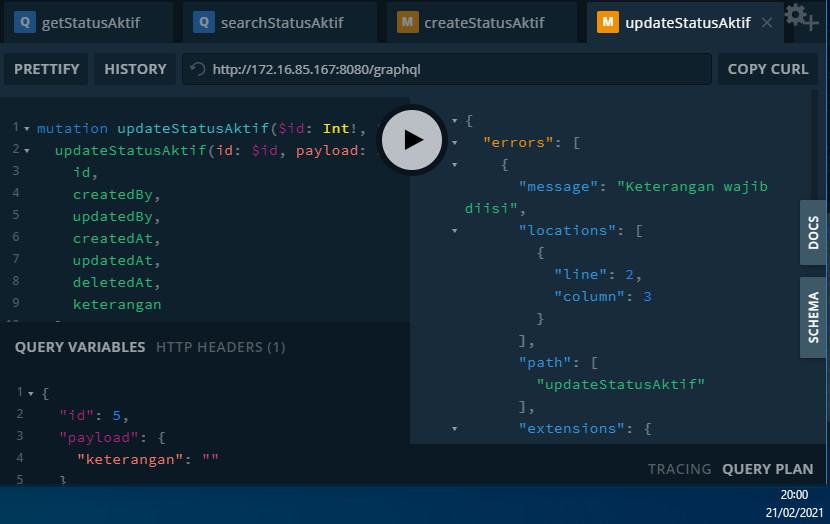 Q getStatusAktif
Q searchStatusAktif
M createStatusAktif
M updateStatusAktif
PRETTIFY
HISTORY
http://172.16.85.167:8080/graphql
COPY CURL
1 mutation updateStatusAktif($id: Int!,
2 updateStatusAktif(id: $id, payload:
3 id,
4 createdBy,
5 updatedBy,
6 createdAt,
7 updatedAt,
8 deletedAt,
9 keterangan
QUERY VARIABLES HTTP HEADERS (1)
1 {
2 "id": 5,
3 "payload": {
4 "keterangan": ""
5 }
{
"errors": [
{
"message": "Keterangan wajib
diisi",
"locations": [
{
"line": 2,
"column": 3
}
],
"path": [
"updateStatusAktif"
],
"extensions": {
DOCS
SCHEMA
TRACING QUERY PLAN
20:00
21/02/2021